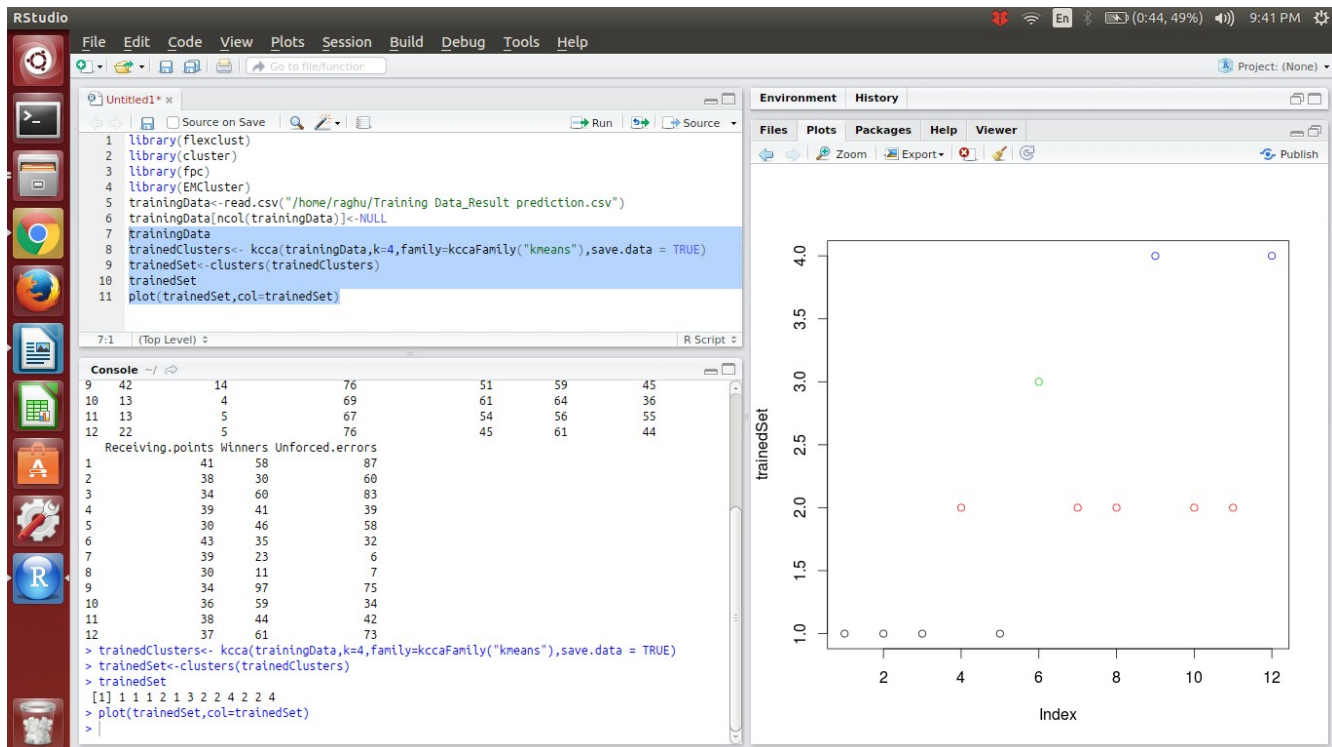 RStudio
En
(0:44, 49%)
9:41 PM
File Edit Code View Plots Session Build Debug Tools Help
Go to file/function
Project: (None)
Untitled1*
Source on Save
Run
Source
1 library(flexclust)
2 library(cluster)
3 library(fpc)
4 library(EMCluster)
5 trainingData<-read.csv("/home/raghu/Training Data_Result prediction.csv")
6 trainingData[ncol(trainingData)]<-NULL
7 trainingData
8 trainedClusters<- kcca(trainingData,k=4,family=kccaFamily("kmeans"),save.data = TRUE)
9 trainedSet<-clusters(trainedClusters)
10 trainedSet
11 plot(trainedSet,col=trainedSet)
7:1 (Top Level) R Script
Console ~/
9 42 14 76 51 59 45
10 13 4 69 61 64 36
11 13 5 67 54 56 55
12 22 5 76 45 61 44
Receiving.points Winners Unforced.errors
1 41 58 87
2 38 30 60
3 34 60 83
4 39 41 39
5 30 46 58
6 43 35 32
7 39 23 6
8 30 11 7
9 34 97 75
10 36 59 34
11 38 44 42
12 37 61 73
> trainedClusters<- kcca(trainingData,k=4,family=kccaFamily("kmeans"),save.data = TRUE)
> trainedSet<-clusters(trainedClusters)
> trainedSet
[1] 1 1 1 2 1 3 2 2 4 2 2 4
> plot(trainedSet,col=trainedSet)
>
Environment History
Files Plots Packages Help Viewer
Zoom Export Publish
trainedSet
4.0
3.5
3.0
2.5
2.0
1.5
1.0
2 4 6 8 10 12
Index